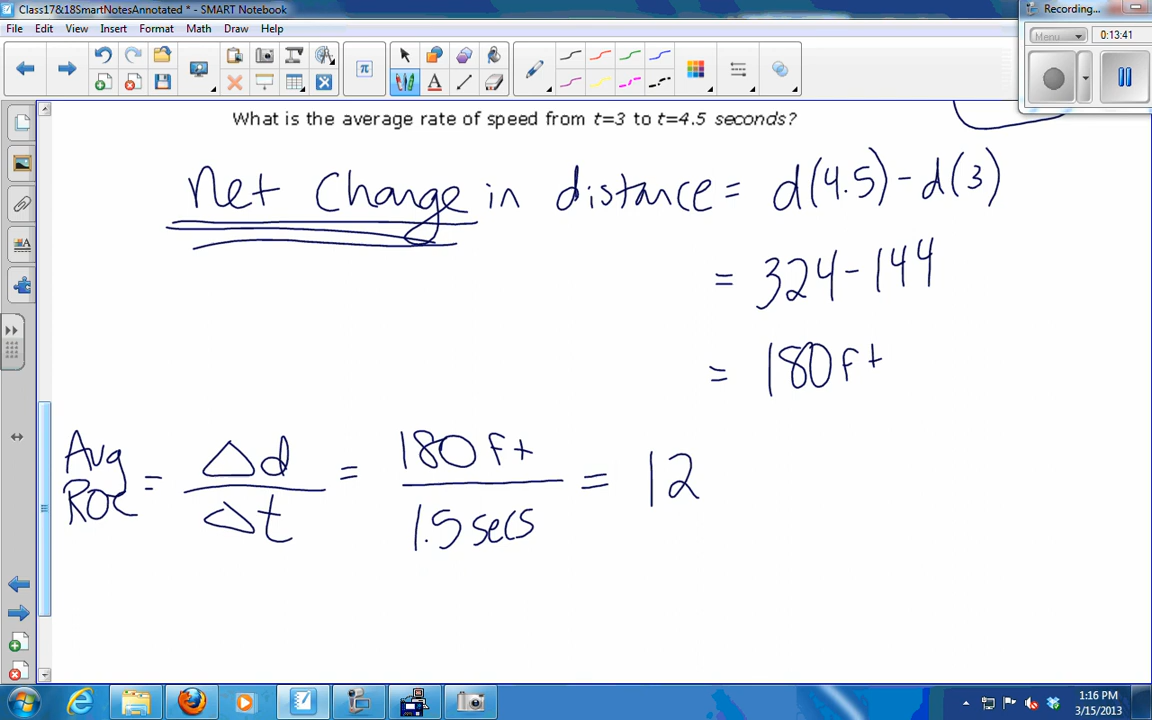 Class17&18SmartNotesAnnotated * - SMART Notebook
Recording...
File Edit View Insert Format Math Draw Help
Menu
0:13:41
π
A
What is the average rate of speed from t=3 to t=4.5 seconds?
Net Change in distance = d(4.5) - d(3)
= 324 - 144
= 180 ft
Avg ROC = Δd / Δt = 180 ft / 1.5 secs = 12
1:16 PM
3/15/2013